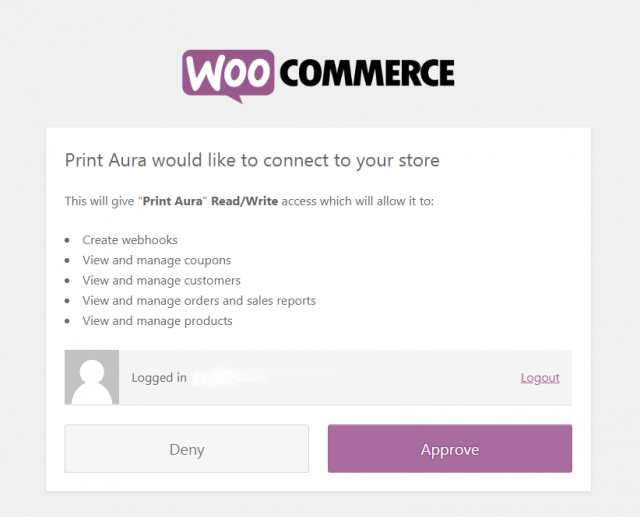 WOO COMMERCE
Print Aura would like to connect to your store
This will give "Print Aura" Read/Write access which will allow it to:
Create webhooks
View and manage coupons
View and manage customers
View and manage orders and sales reports
View and manage products
Logged in
Logout
Deny
Approve